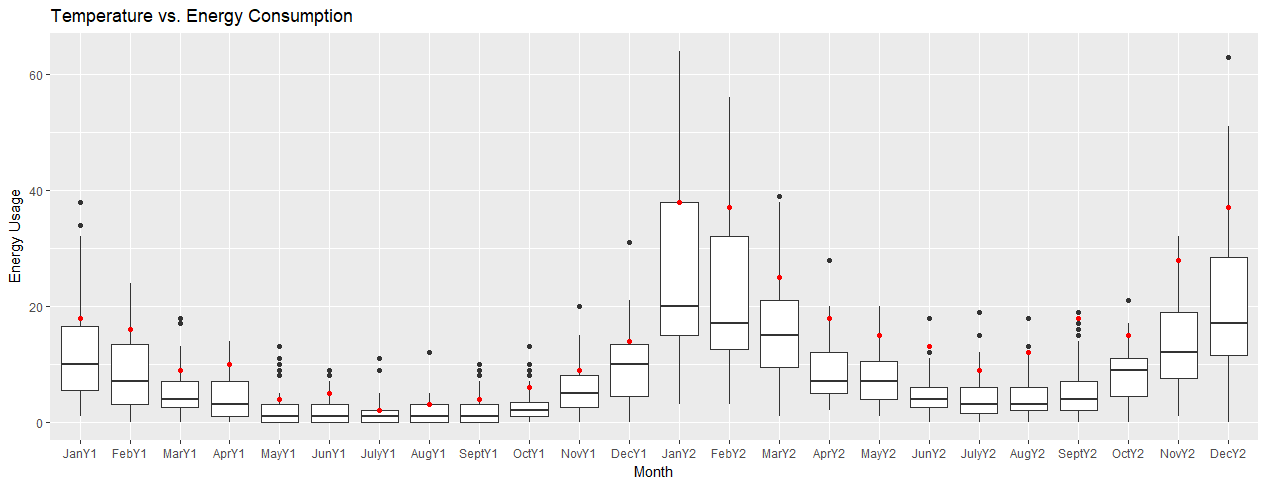 Temperature vs. Energy Consumption
Energy Usage
60
40
20
0
JanY1 FebY1 MarY1 AprY1 MayY1 JunY1 JulyY1 AugY1 SeptY1 OctY1 NovY1 DecY1 JanY2 FebY2 MarY2 AprY2 MayY2 JunY2 JulyY2 AugY2 SeptY2 OctY2 NovY2 DecY2
Month